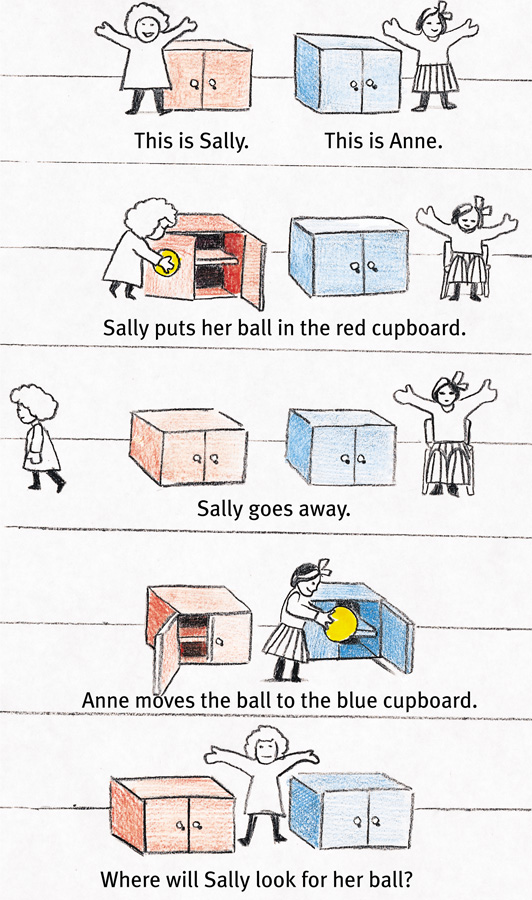 This is Sally. This is Anne.
Sally puts her ball in the red cupboard.
Sally goes away.
Anne moves the ball to the blue cupboard.
Where will Sally look for her ball?